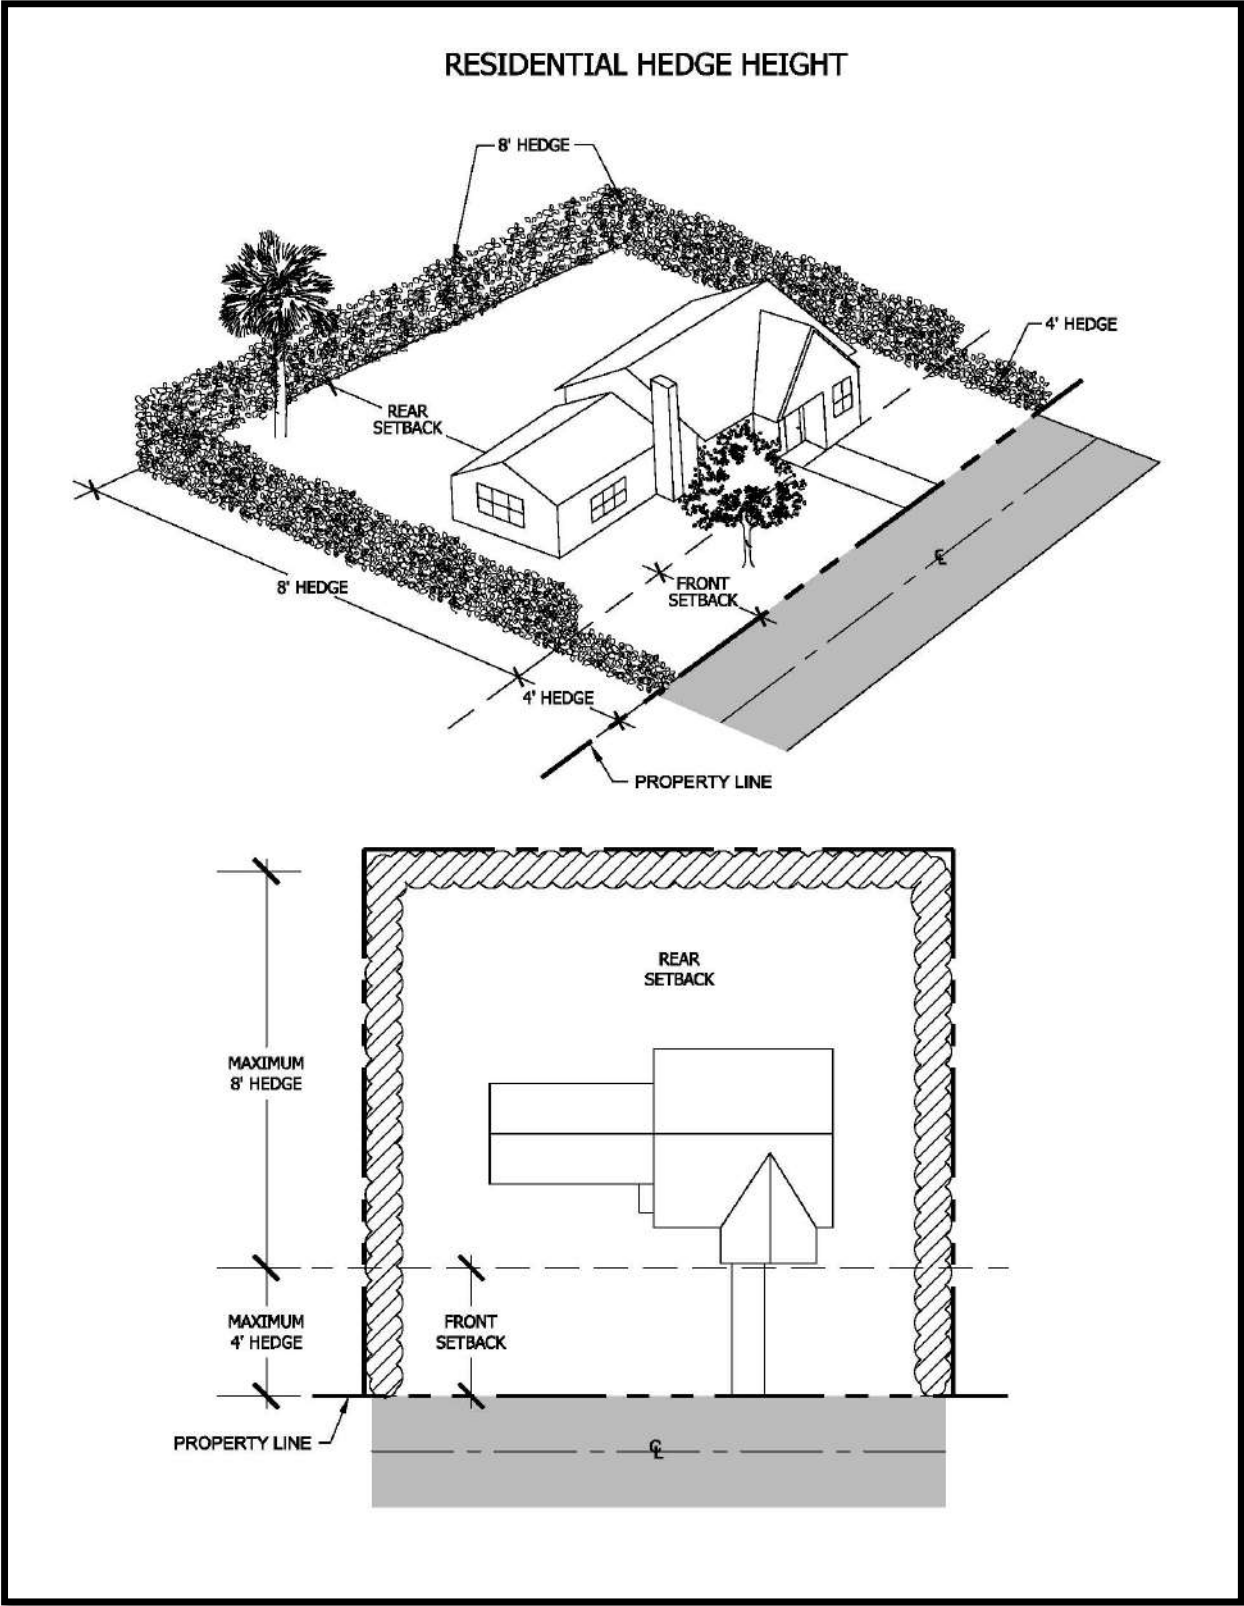 RESIDENTIAL HEDGE HEIGHT
8' HEDGE
4' HEDGE
REAR
SETBACK
8' HEDGE
FRONT
SETBACK
℄
4' HEDGE
PROPERTY LINE
REAR
SETBACK
MAXIMUM
8' HEDGE
MAXIMUM
4' HEDGE
FRONT
SETBACK
PROPERTY LINE
℄